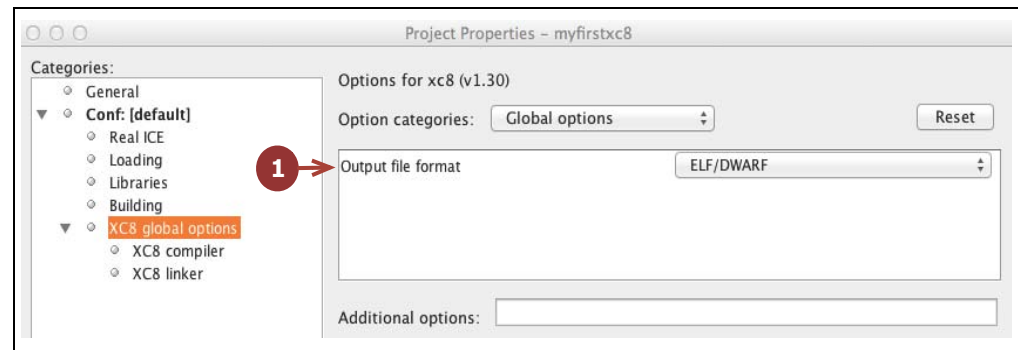 Project Properties – myfirstxc8
Categories:
General
Conf: [default]
Real ICE
Loading
Libraries
Building
XC8 global options
XC8 compiler
XC8 linker
Options for xc8 (v1.30)
Option categories: Global options Reset
1 Output file format ELF/DWARF
Additional options: